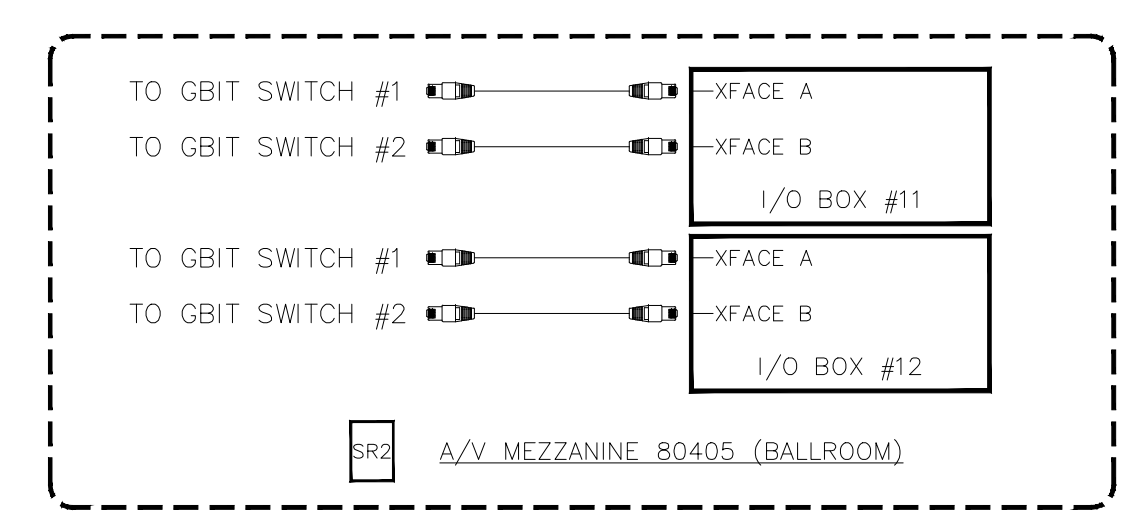 TO GBIT SWITCH #1 XFACE A
TO GBIT SWITCH #2 XFACE B
I/O BOX #11
TO GBIT SWITCH #1 XFACE A
TO GBIT SWITCH #2 XFACE B
I/O BOX #12
SR2 A/V MEZZANINE 80405 (BALLROOM)